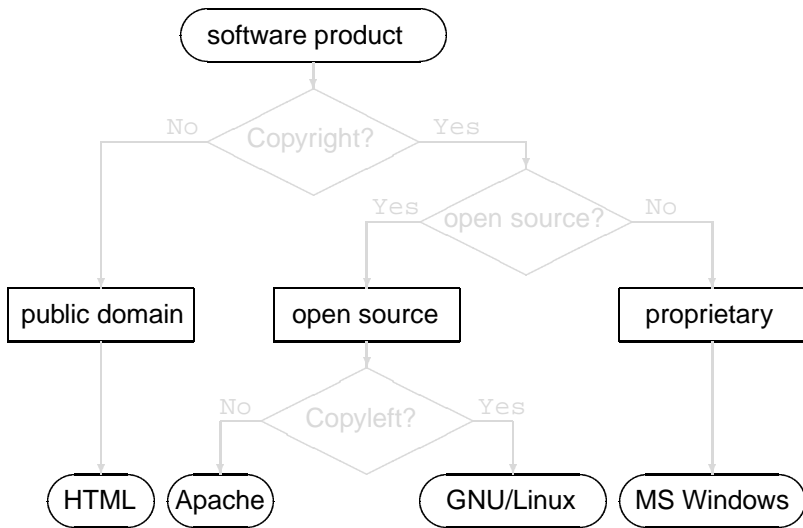 software product
No
Copyright?
Yes
Yes
open source?
No
public domain
open source
proprietary
No
Copyleft?
Yes
HTML
Apache
GNU/Linux
MS Windows